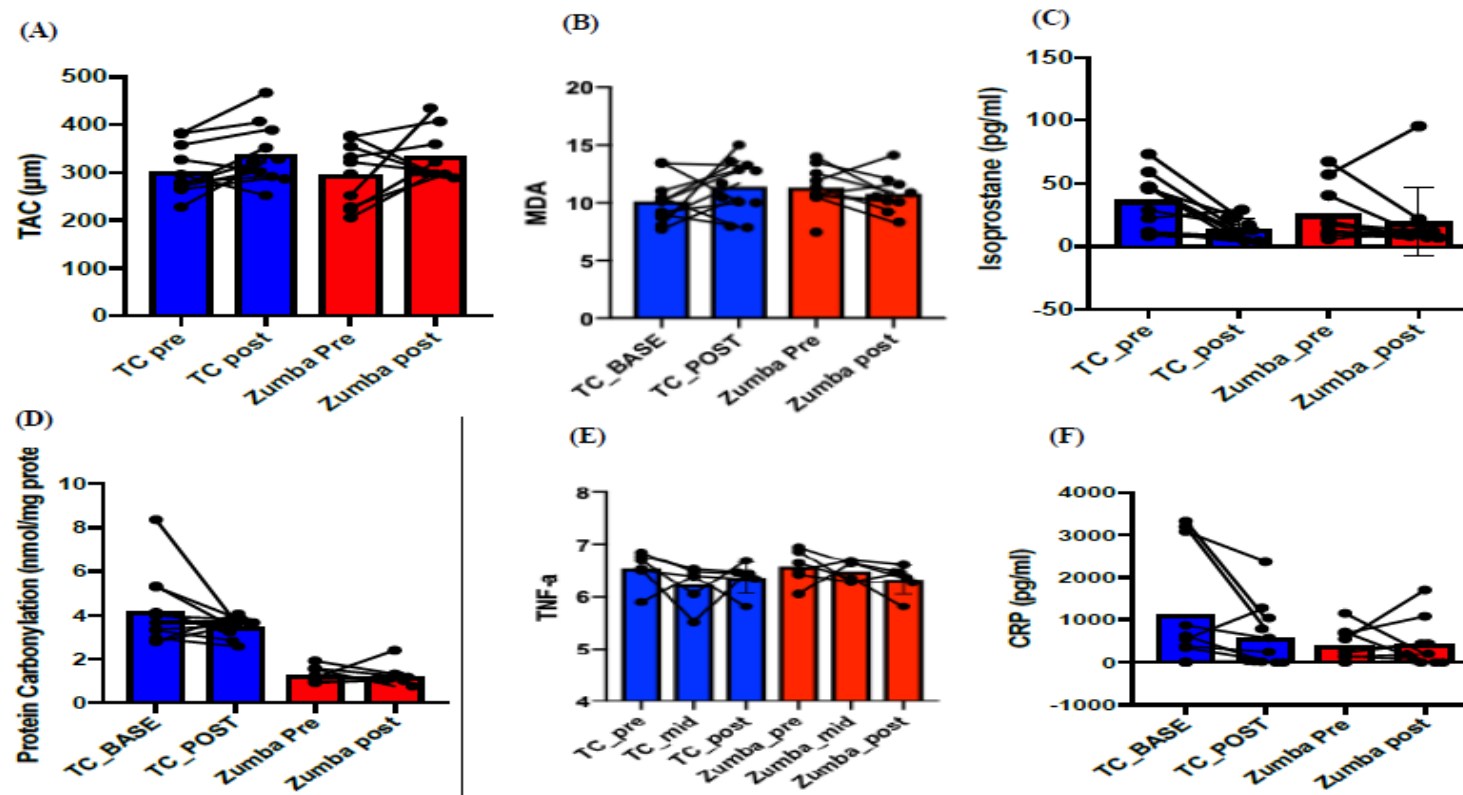 (A)
500
400
300
200
100
0
TAC (µm)
TC pre
TC post
Zumba Pre
Zumba post
(B)
20
15
10
5
0
MDA
TC_BASE
TC_POST
Zumba Pre
Zumba post
(C)
150
100
50
0
-50
Isoprostane (pg/ml)
TC_pre
TC_post
Zumba_pre
Zumba_post
(D)
10
8
6
4
2
0
Protein Carbonylation (nmol/mg prote
TC_BASE
TC_POST
Zumba Pre
Zumba post
(E)
8
7
6
5
4
TNF-a
TC_pre
TC_mid
TC_post
Zumba_pre
Zumba_mid
Zumba_post
(F)
4000
3000
2000
1000
0
-1000
CRP (pg/ml)
TC_BASE
TC_POST
Zumba Pre
Zumba post